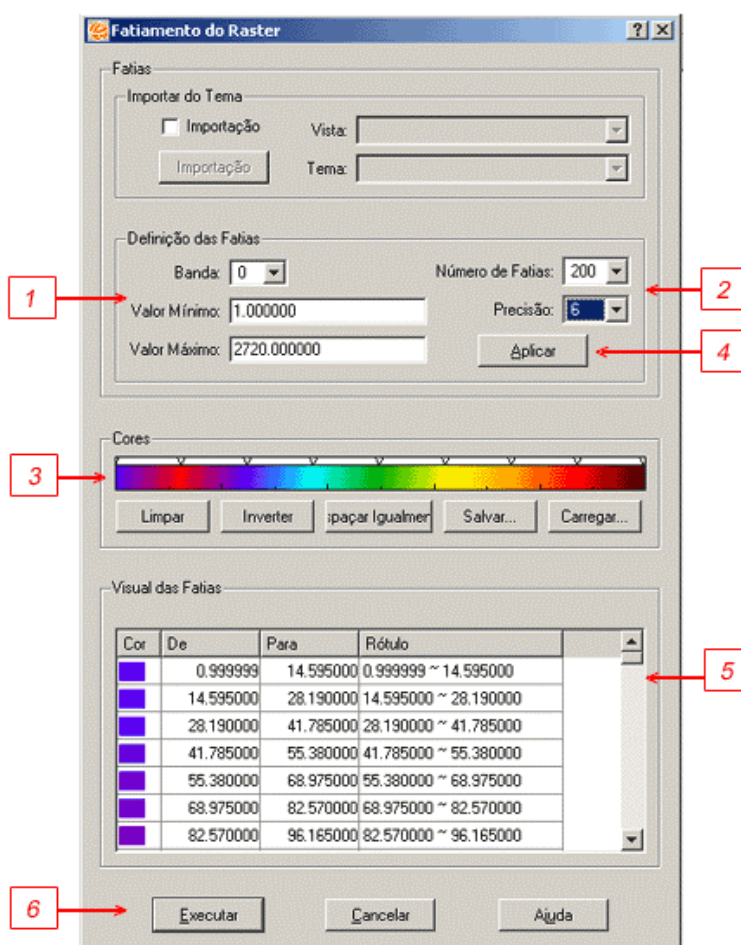 Fatiamento do Raster
Fatias
Importar do Tema
Importação Vista:
Importação Tema:
Definição das Fatias
Banda: 0 Número de Fatias: 200
1 2
Valor Mínimo: 1.000000 Precisão: 6
Valor Máximo: 2720.000000 Aplicar 4
Cores
3
Limpar Inverter paçar Igualmen Salvar... Carregar...
Visual das Fatias
Cor De Para Rótulo
0.999999 14.595000 0.999999 ~ 14.595000
5
14.595000 28.190000 14.595000 ~ 28.190000
28.190000 41.785000 28.190000 ~ 41.785000
41.785000 55.380000 41.785000 ~ 55.380000
55.380000 68.975000 55.380000 ~ 68.975000
68.975000 82.570000 68.975000 ~ 82.570000
82.570000 96.165000 82.570000 ~ 96.165000
6 Executar Cancelar Ajuda